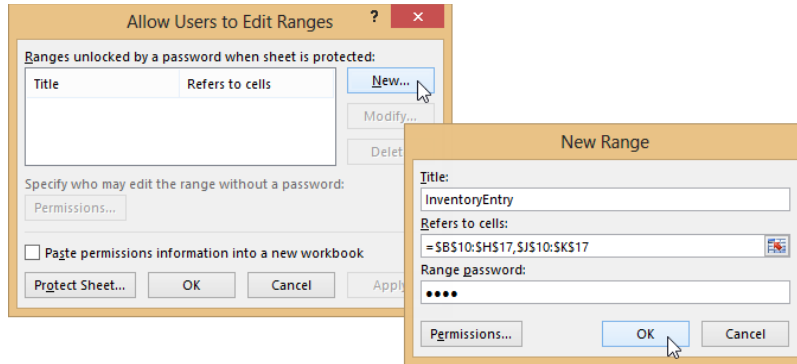 Allow Users to Edit Ranges
Ranges unlocked by a password when sheet is protected:
Title Refers to cells
New...
Modify...
Delet
Specify who may edit the range without a password:
Permissions...
Paste permissions information into a new workbook
Protect Sheet... OK Cancel Apply
New Range
Title:
InventoryEntry
Refers to cells:
=$B$10:$H$17,$J$10:$K$17
Range password:
••••
Permissions... OK Cancel